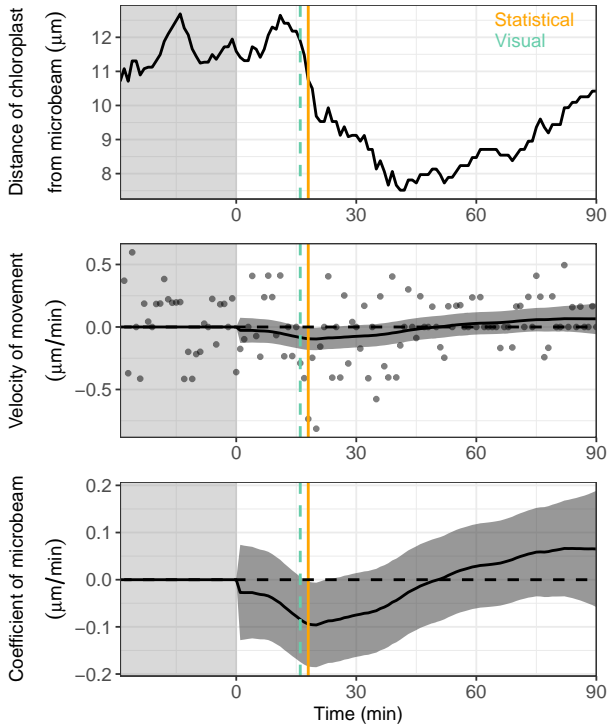 Distance of chloroplast
from microbeam (μm)
12
11
10
9
8
Statistical
Visual
0
30
60
90
Velocity of movement
(μm/min)
0.5
0.0
−0.5
0
30
60
90
Coefficient of microbeam
(μm/min)
0.2
0.1
0.0
−0.1
−0.2
0
30
60
90
Time (min)